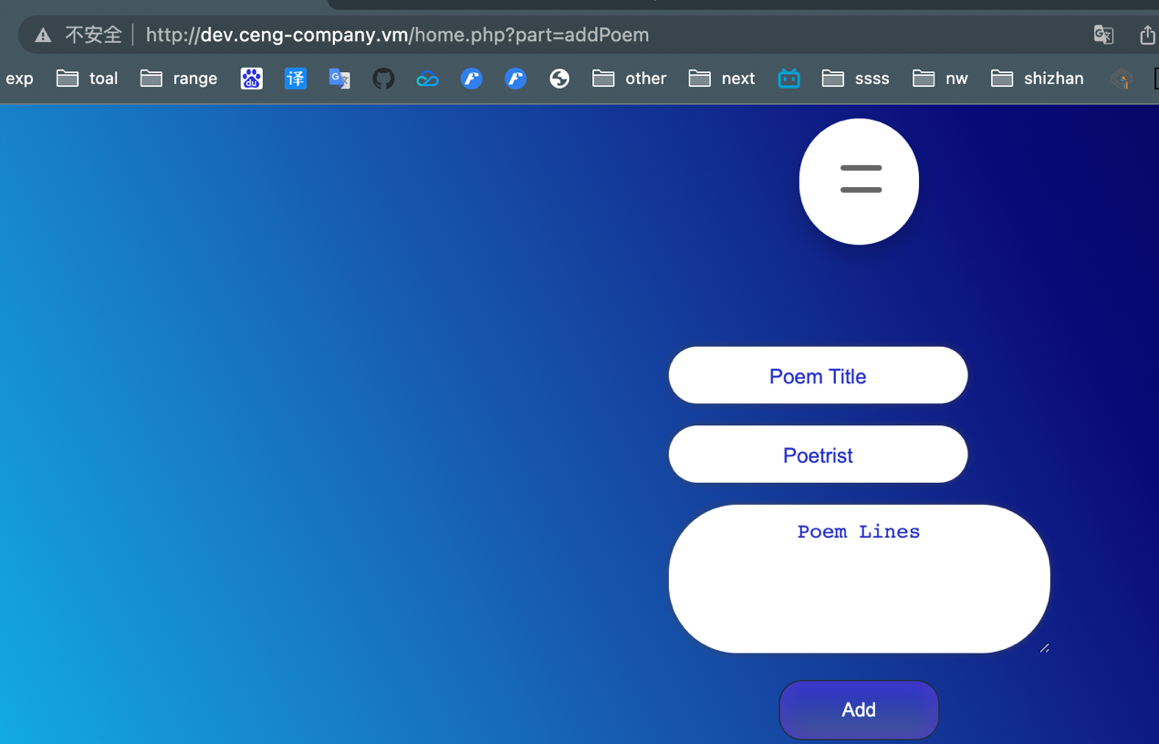 不安全 http://dev.ceng-company.vm/home.php?part=addPoem
exp toal range 译 other next ssss nw shizhan
Poem Title
Poetrist
Poem Lines
Add